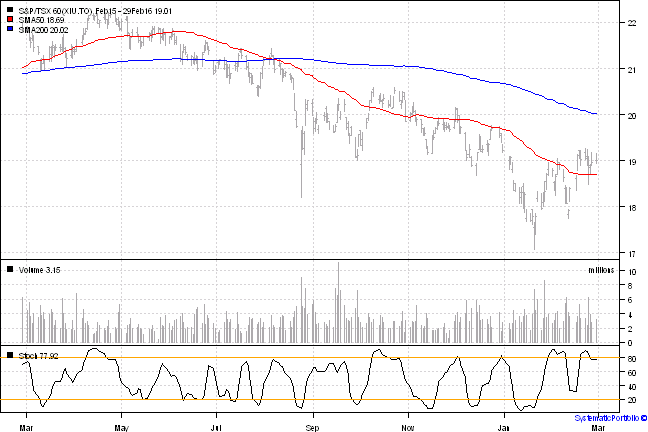 S&P/TSX 60(XIU.TO), Feb15 - 29Feb16 19.01
SMA50 18.69
SMA200 20.02
22
21
20
19
18
17
Volume 3.15
millions
10
8
6
4
2
0
Stoch 77.92
80
60
40
20
Mar May Jul Sep Nov Jan Mar
SystematicPortfolio ©